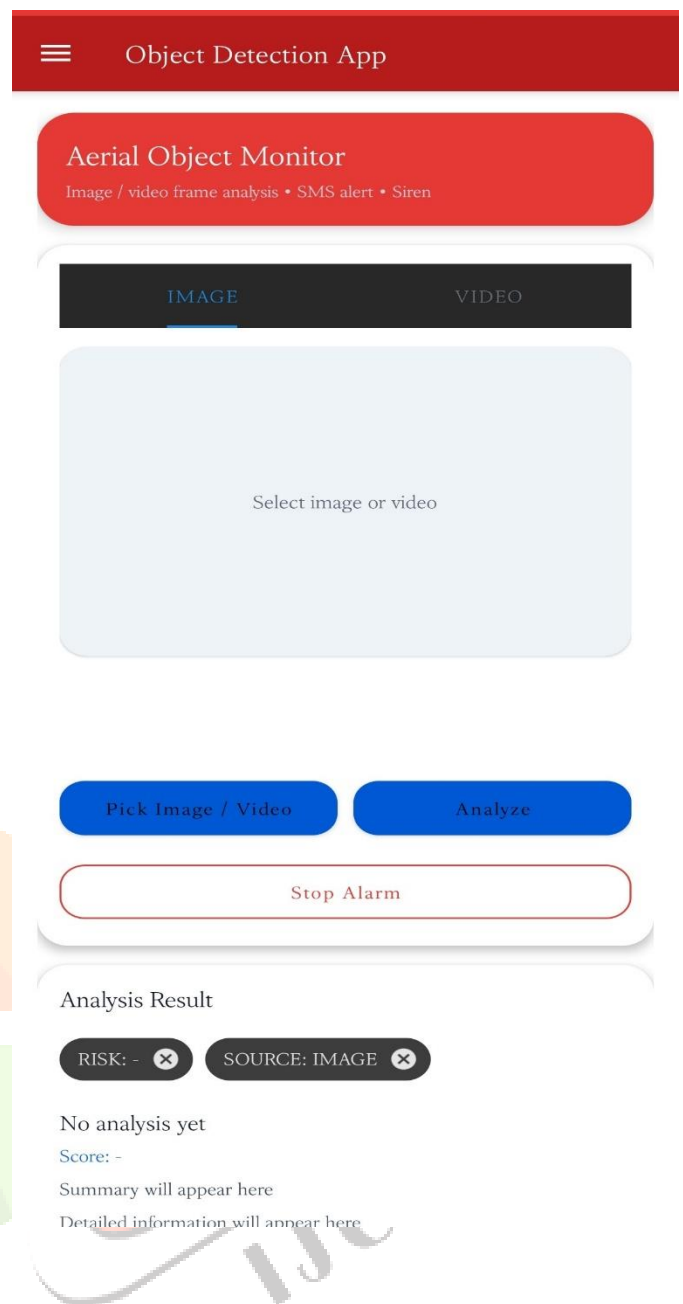 Object Detection App
Aerial Object Monitor
Image / video frame analysis • SMS alert • Siren
IMAGE VIDEO
Select image or video
Pick Image / Video Analyze
Stop Alarm
Analysis Result
RISK: - SOURCE: IMAGE
No analysis yet
Score: -
Summary will appear here
Detailed information will appear here